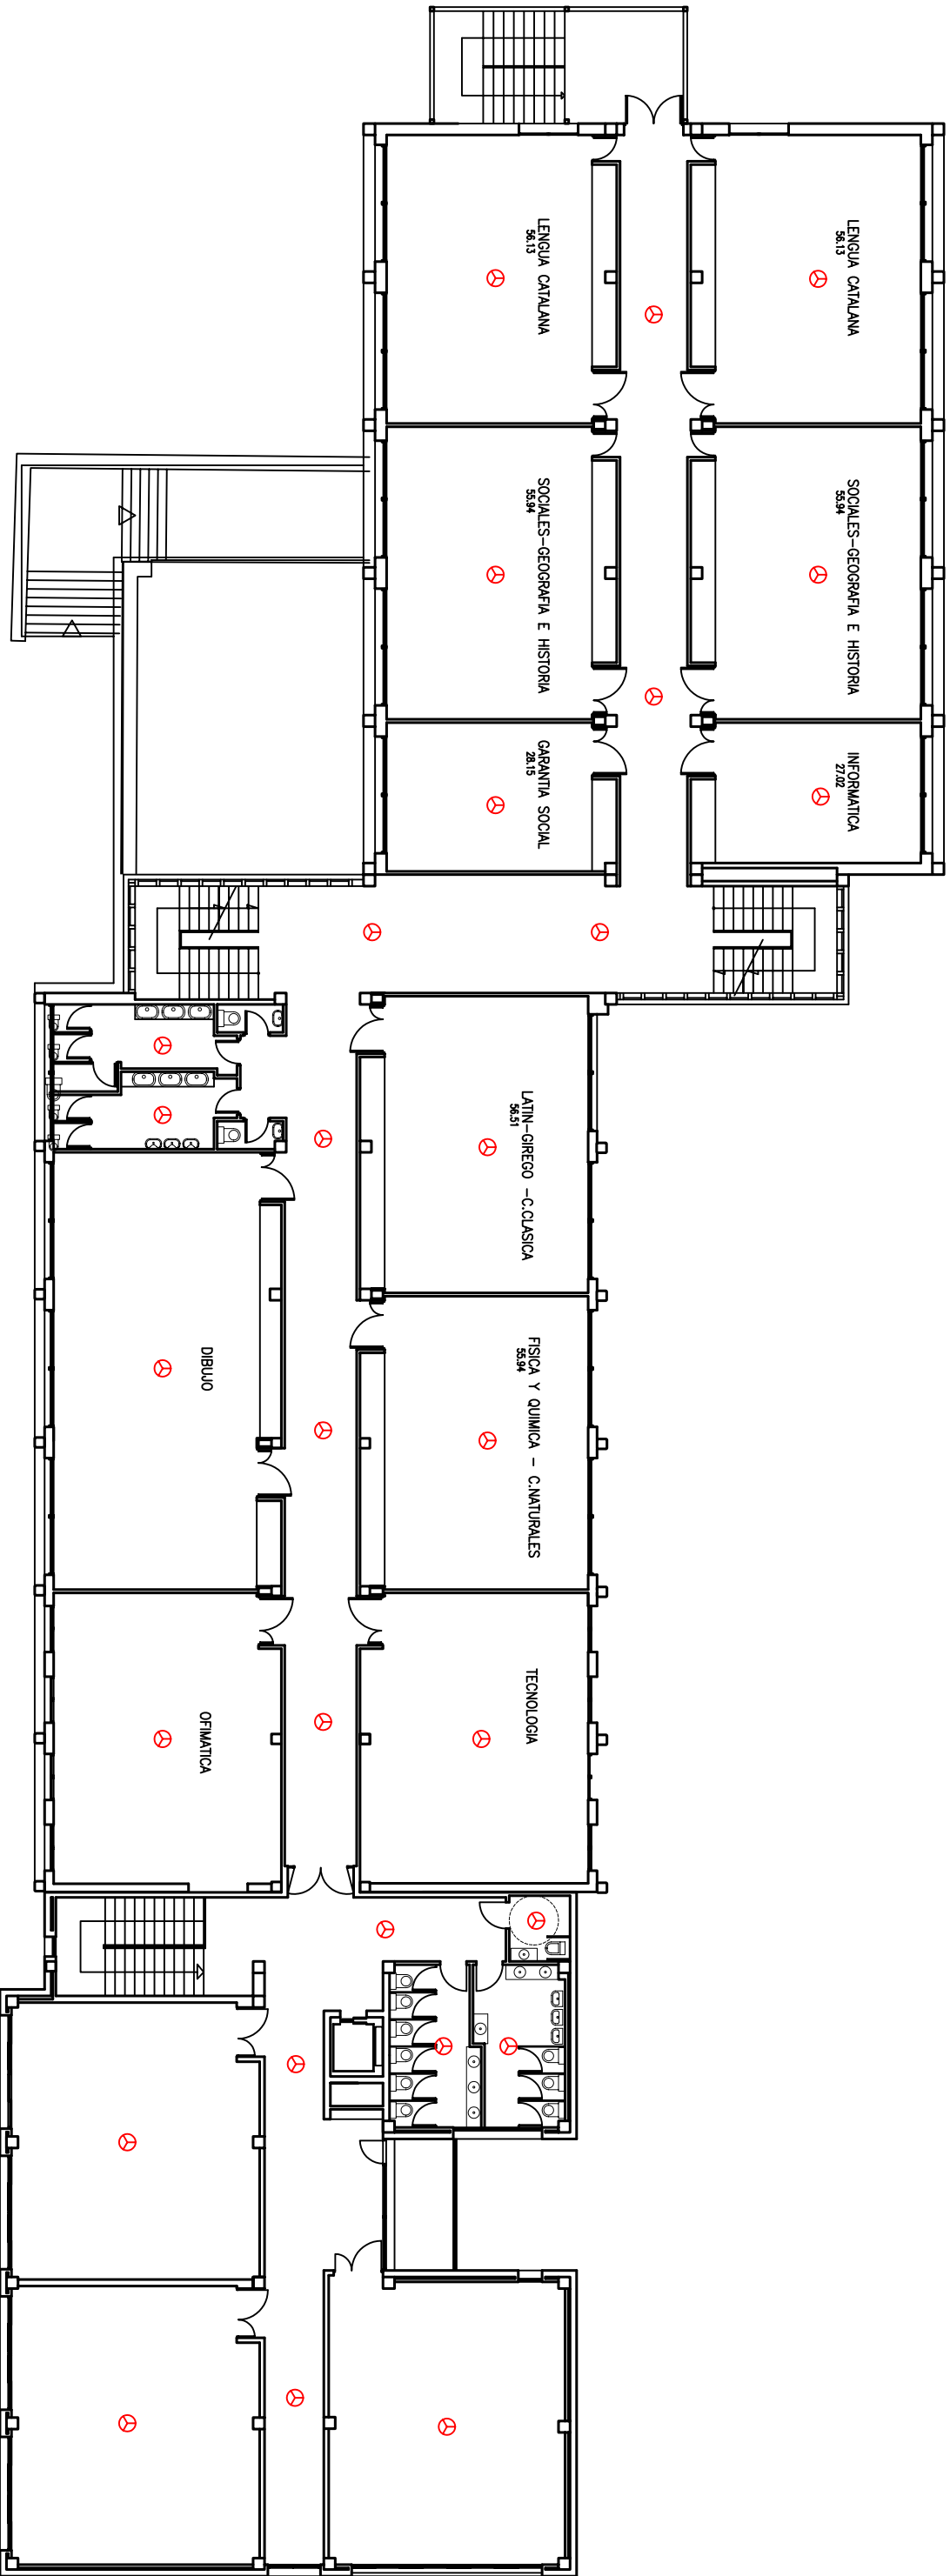 LENGUA CATALANA
56.13
SOCIALES-GEOGRAFIA E HISTORIA
55.94
INFORMATICA
27.02
LENGUA CATALANA
56.13
SOCIALES-GEOGRAFIA E HISTORIA
55.94
GARANTIA SOCIAL
28.15
LATIN-GIREGO -C.CLASICA
56.51
FISICA Y QUIMICA - C.NATURALES
55.94
TECNOLOGIA
DIBUJO
OFIMATICA